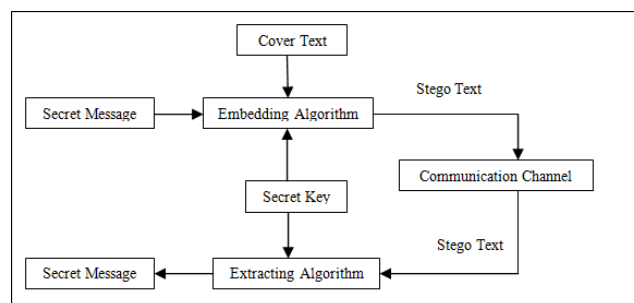 Cover Text
Stego Text
Secret Message
Embedding Algorithm
Communication Channel
Secret Key
Stego Text
Secret Message
Extracting Algorithm